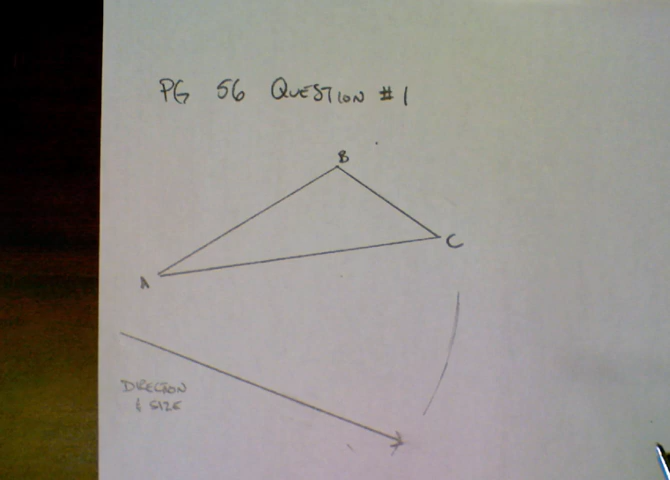 PG 56 QUESTION #1
B
C
A
DIRECTION
& SIZE